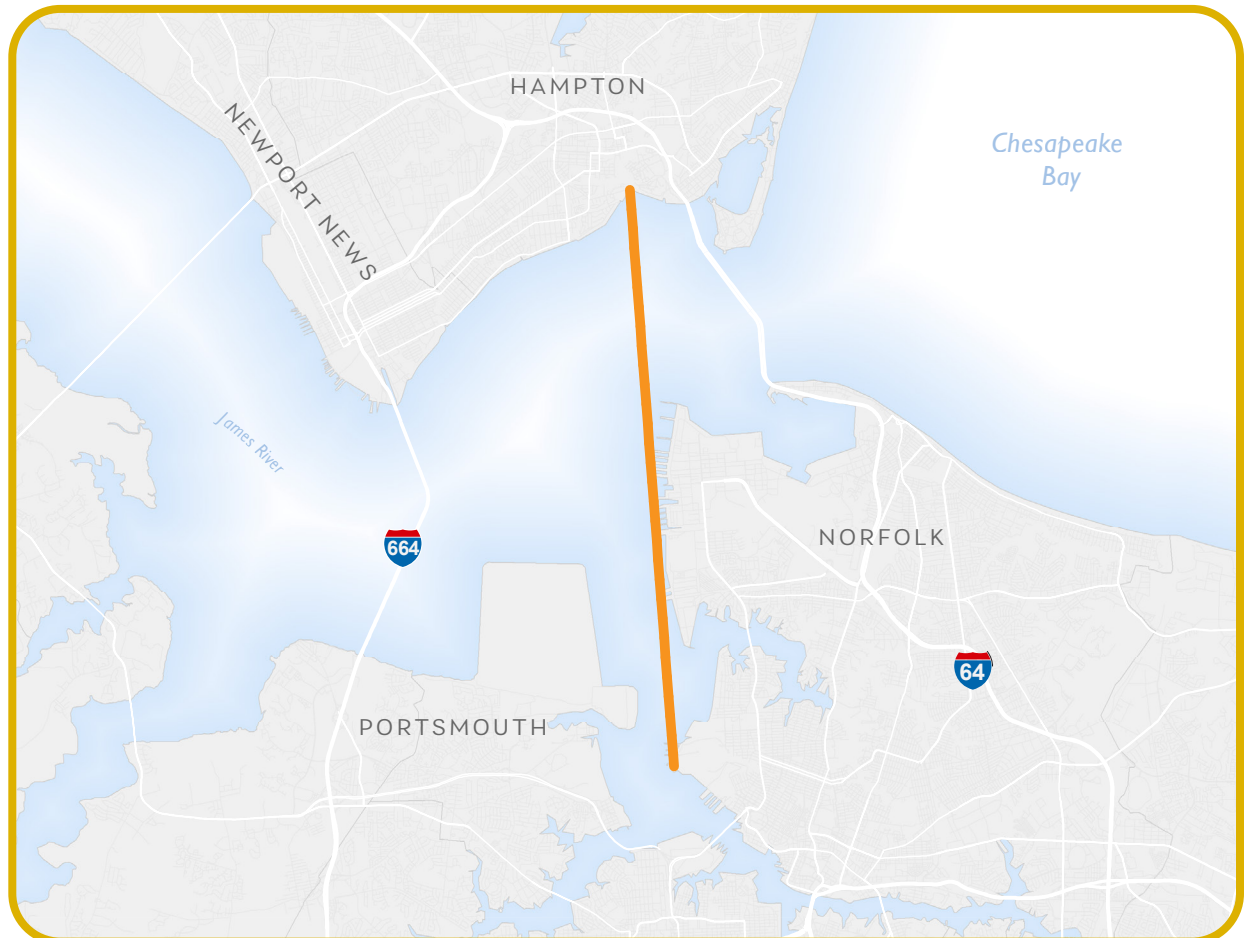 HAMPTON
NEWPORT NEWS
Chesapeake
Bay
James River
664
NORFOLK
64
PORTSMOUTH